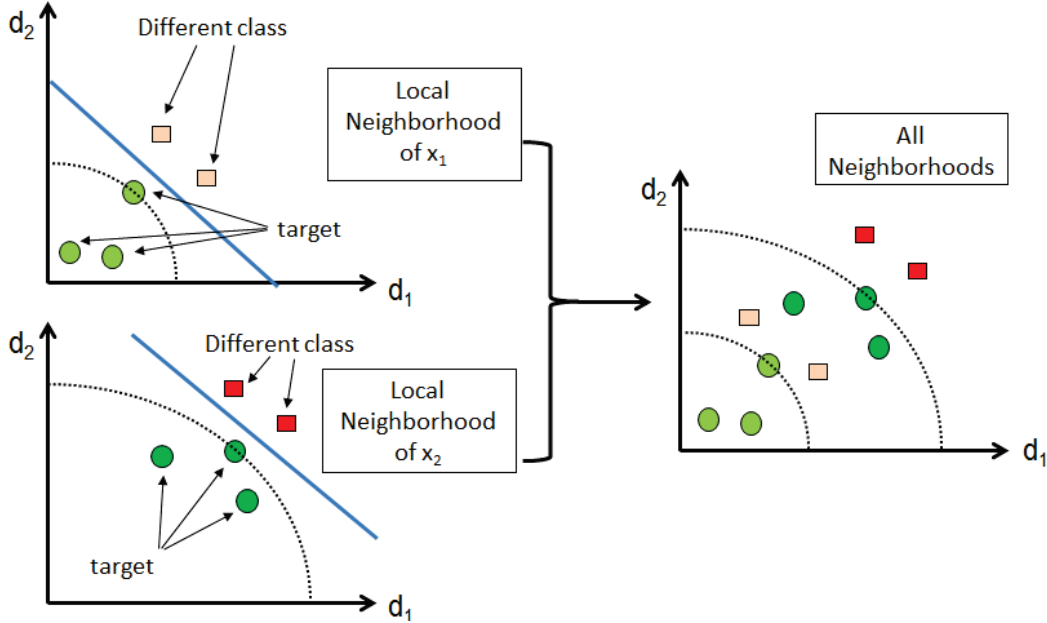 d2
Different class
target
d1
Local
Neighborhood
of x1
d2
Different class
target
d1
Local
Neighborhood
of x2
All
Neighborhoods
d2
d1